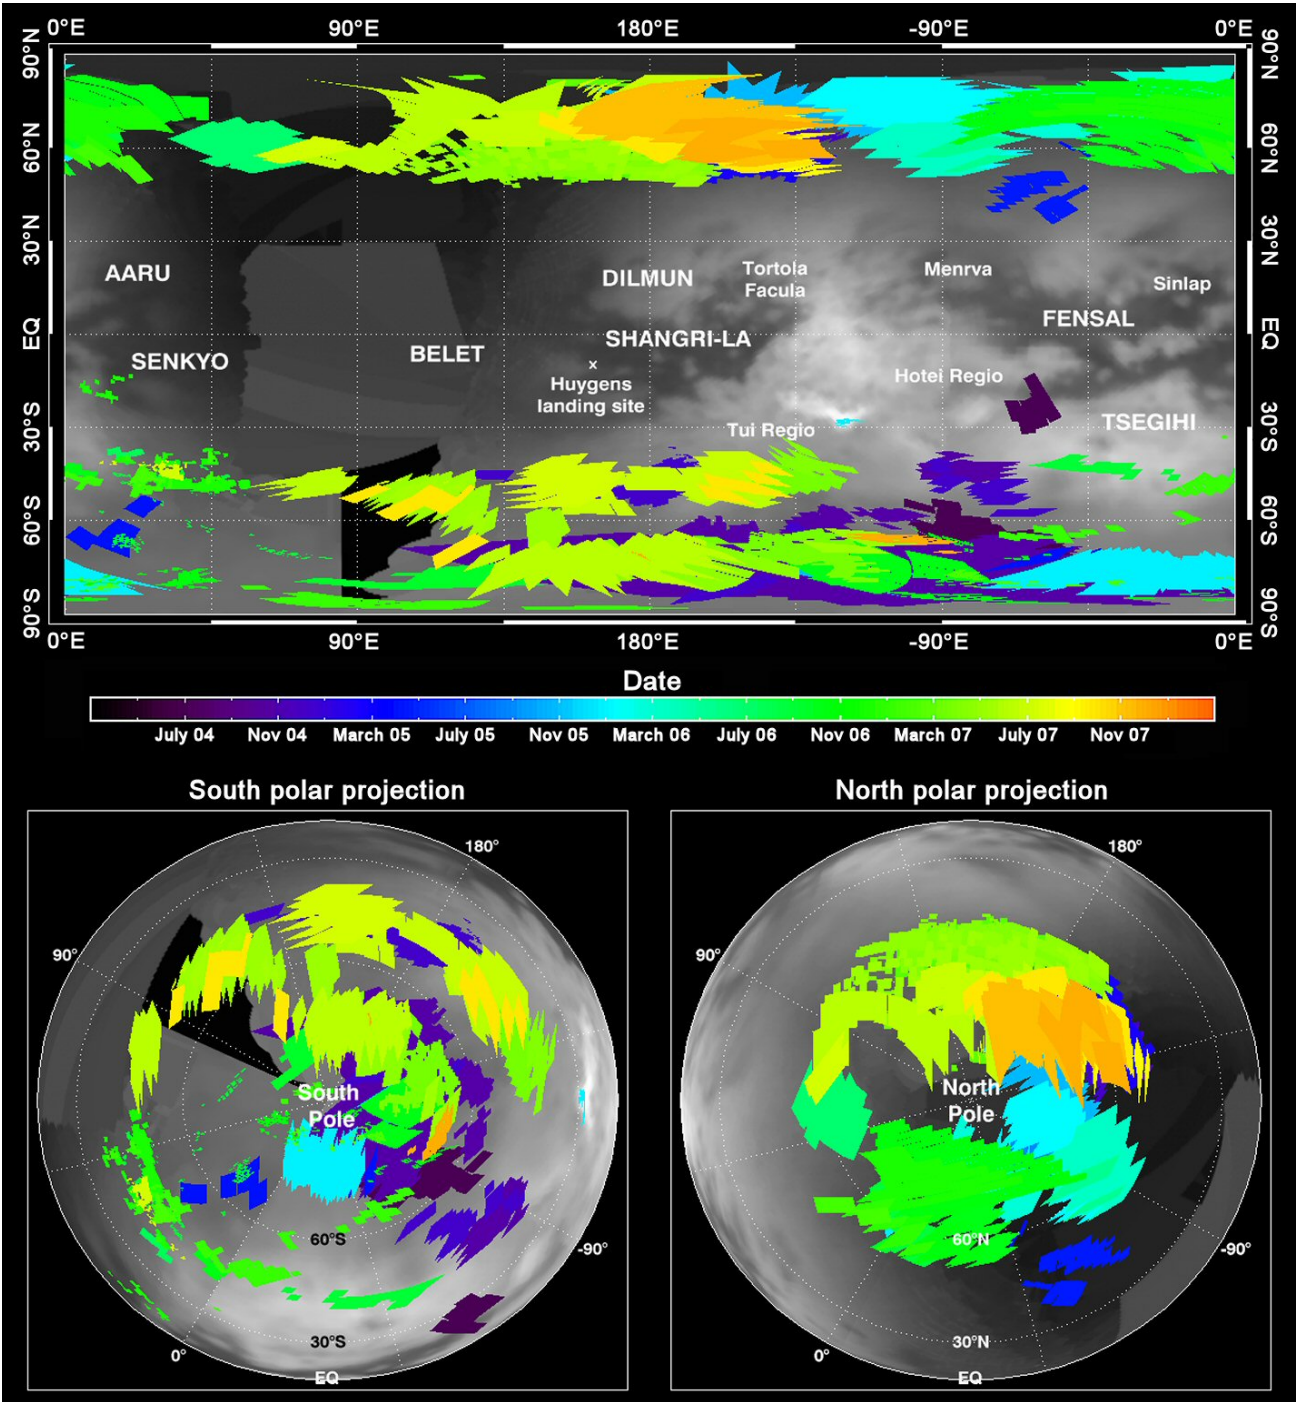 0°E 90°E 180°E -90°E 0°E
90°N 90°N
60°N 60°N
30°N 30°N
AARU DILMUN Tortola Menrva
Facula Sinlap
FENSAL
EQ SHANGRI-LA EQ
SENKYO BELET
x
Huygens Hotei Regio
landing site
Tui Regio TSEGIHI
30°S 30°S
60°S 60°S
90°S 90°S
0°E 90°E 180°E -90°E 0°E
Date
July 04 Nov 04 March 05 July 05 Nov 05 March 06 July 06 Nov 06 March 07 July 07 Nov 07
South polar projection
180°
90°
South
Pole
60°S
-90°
30°S
0°
EQ
North polar projection
180°
90°
North
Pole
60°N
-90°
30°N
0°
EQ